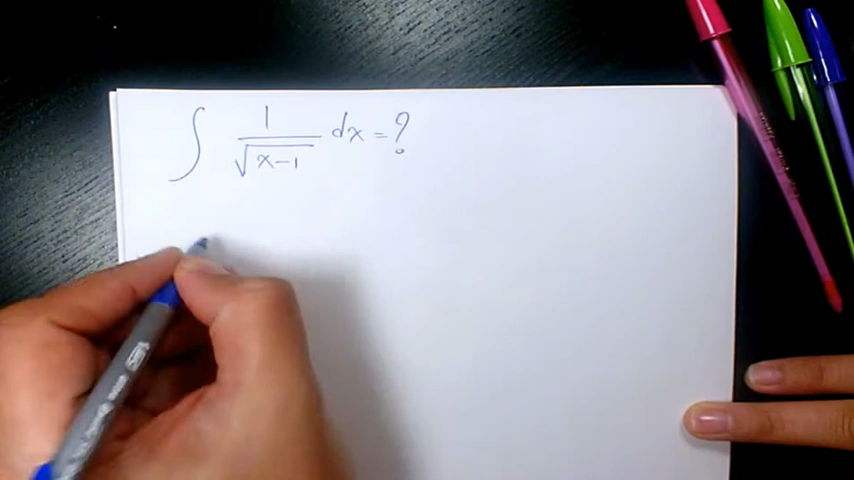 ∫ 1/√(x-1) dx = ?